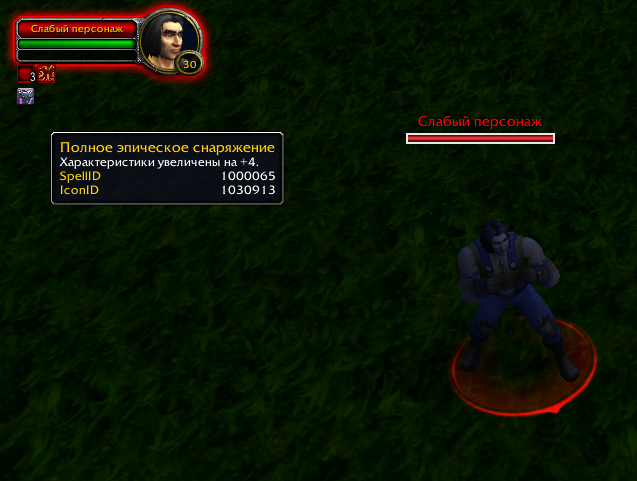 Слабый персонаж
30
3
Слабый персонаж
Полное эпическое снаряжение
Характеристики увеличены на +4.
SpellID 1000065
IconID 1030913